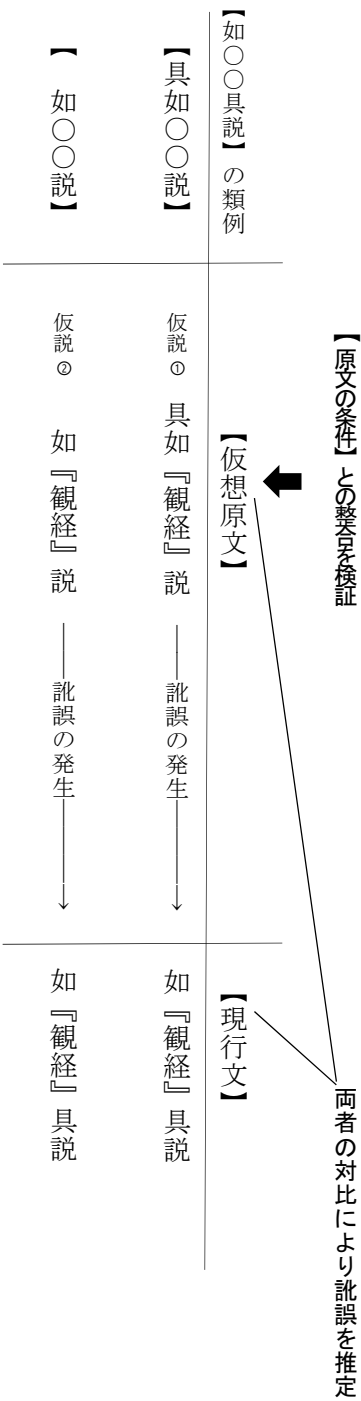 【原文の条件】との整合を検証
両者の対比により訛誤を推定
【如〇〇具説】の類例
【仮想原文】
【現行文】
【具如〇〇説】
仮説① 具如『観経』説 ――訛誤の発生―――→ 如『観経』具説
【 如〇〇説】
仮説② 如『観経』説 ――訛誤の発生―――→ 如『観経』具説